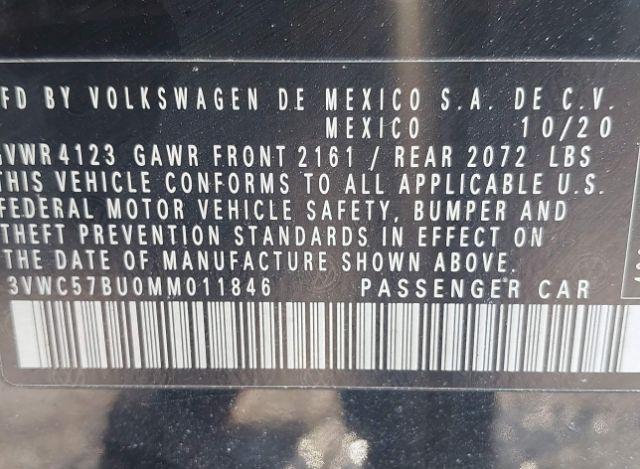 FD BY VOLKSWAGEN DE MEXICO S.A. DE C.V.
MEXICO 10/20
GVWR 4123 GAWR FRONT 2161 / REAR 2072 LBS
THIS VEHICLE CONFORMS TO ALL APPLICABLE U.S.
FEDERAL MOTOR VEHICLE SAFETY, BUMPER AND
THEFT PREVENTION STANDARDS IN EFFECT ON
THE DATE OF MANUFACTURE SHOWN ABOVE.
3VWC57BU0MM011846 PASSENGER CAR